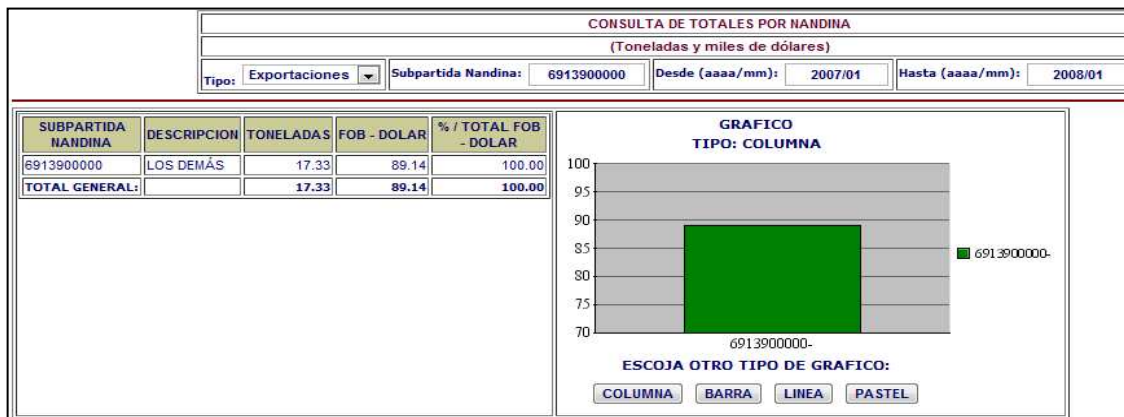 CONSULTA DE TOTALES POR NANDINA
(Toneladas y miles de dólares)
Tipo: Exportaciones Subpartida Nandina: 6913900000 Desde (aaaa/mm): 2007/01 Hasta (aaaa/mm): 2008/01
SUBPARTIDA NANDINA DESCRIPCION TONELADAS FOB - DOLAR % / TOTAL FOB - DOLAR
6913900000 LOS DEMÁS 17.33 89.14 100.00
TOTAL GENERAL: 17.33 89.14 100.00
GRAFICO
TIPO: COLUMNA
100
95
90
85
80
75
70
6913900000-
6913900000-
ESCOJA OTRO TIPO DE GRAFICO:
COLUMNA BARRA LINEA PASTEL